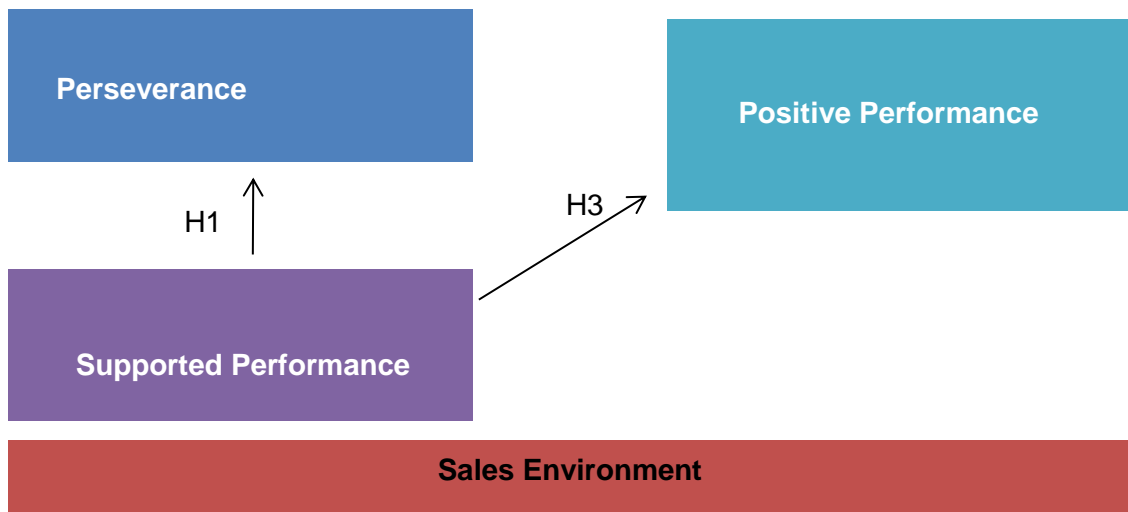 Perseverance
Positive Performance
H1
H3
Supported Performance
Sales Environment